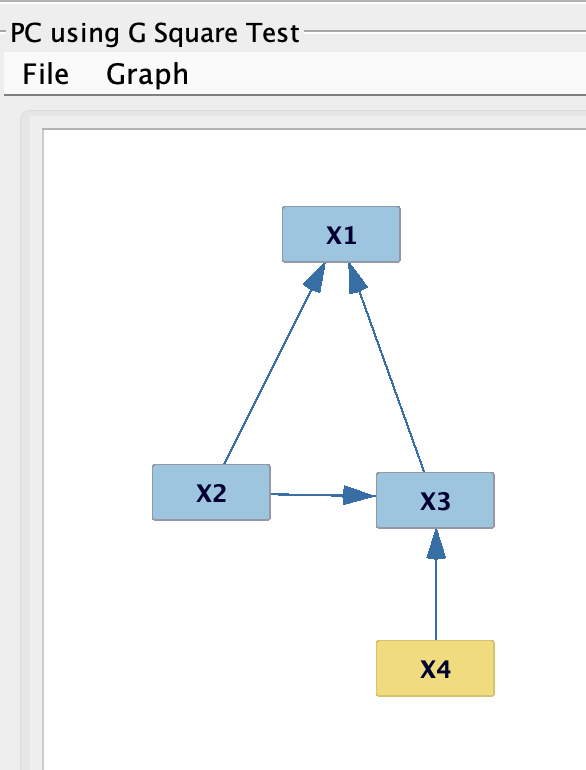 PC using G Square Test
File Graph
X1
X2 X3
X4